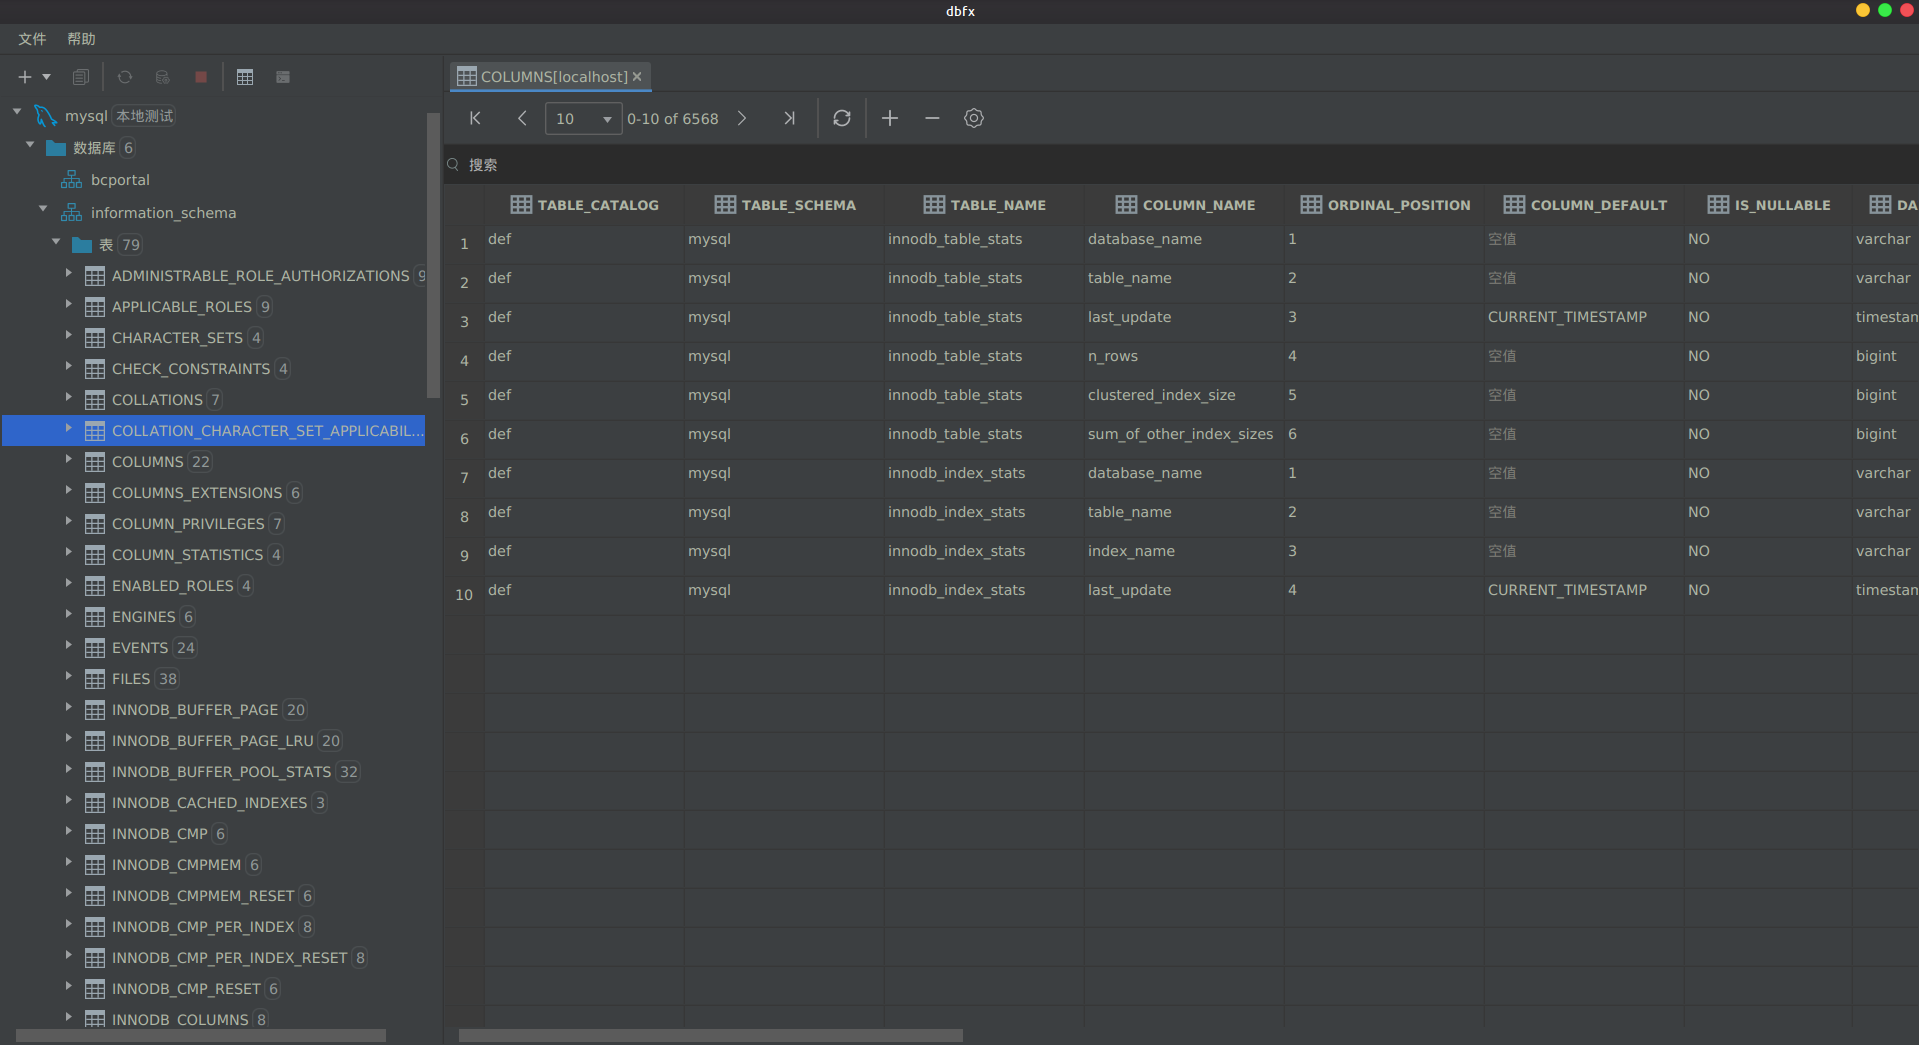 dbfx
文件 帮助
COLUMNS[localhost]
10 0-10 of 6568
搜索
mysql 本地测试
数据库 6
bcportal
information_schema
表 79
ADMINISTRABLE_ROLE_AUTHORIZATIONS 9
APPLICABLE_ROLES 9
CHARACTER_SETS 4
CHECK_CONSTRAINTS 4
COLLATIONS 7
COLLATION_CHARACTER_SET_APPLICABIL...
COLUMNS 22
COLUMNS_EXTENSIONS 6
COLUMN_PRIVILEGES 7
COLUMN_STATISTICS 4
ENABLED_ROLES 4
ENGINES 6
EVENTS 24
FILES 38
INNODB_BUFFER_PAGE 20
INNODB_BUFFER_PAGE_LRU 20
INNODB_BUFFER_POOL_STATS 32
INNODB_CACHED_INDEXES 3
INNODB_CMP 6
INNODB_CMPMEM 6
INNODB_CMPMEM_RESET 6
INNODB_CMP_PER_INDEX 8
INNODB_CMP_PER_INDEX_RESET 8
INNODB_CMP_RESET 6
INNODB_COLUMNS 8
TABLE_CATALOG TABLE_SCHEMA TABLE_NAME COLUMN_NAME ORDINAL_POSITION COLUMN_DEFAULT IS_NULLABLE DA
1 def mysql innodb_table_stats database_name 1 空值 NO varchar
2 def mysql innodb_table_stats table_name 2 空值 NO varchar
3 def mysql innodb_table_stats last_update 3 CURRENT_TIMESTAMP NO timestan
4 def mysql innodb_table_stats n_rows 4 空值 NO bigint
5 def mysql innodb_table_stats clustered_index_size 5 空值 NO bigint
6 def mysql innodb_table_stats sum_of_other_index_sizes 6 空值 NO bigint
7 def mysql innodb_index_stats database_name 1 空值 NO varchar
8 def mysql innodb_index_stats table_name 2 空值 NO varchar
9 def mysql innodb_index_stats index_name 3 空值 NO varchar
10 def mysql innodb_index_stats last_update 4 CURRENT_TIMESTAMP NO timestan